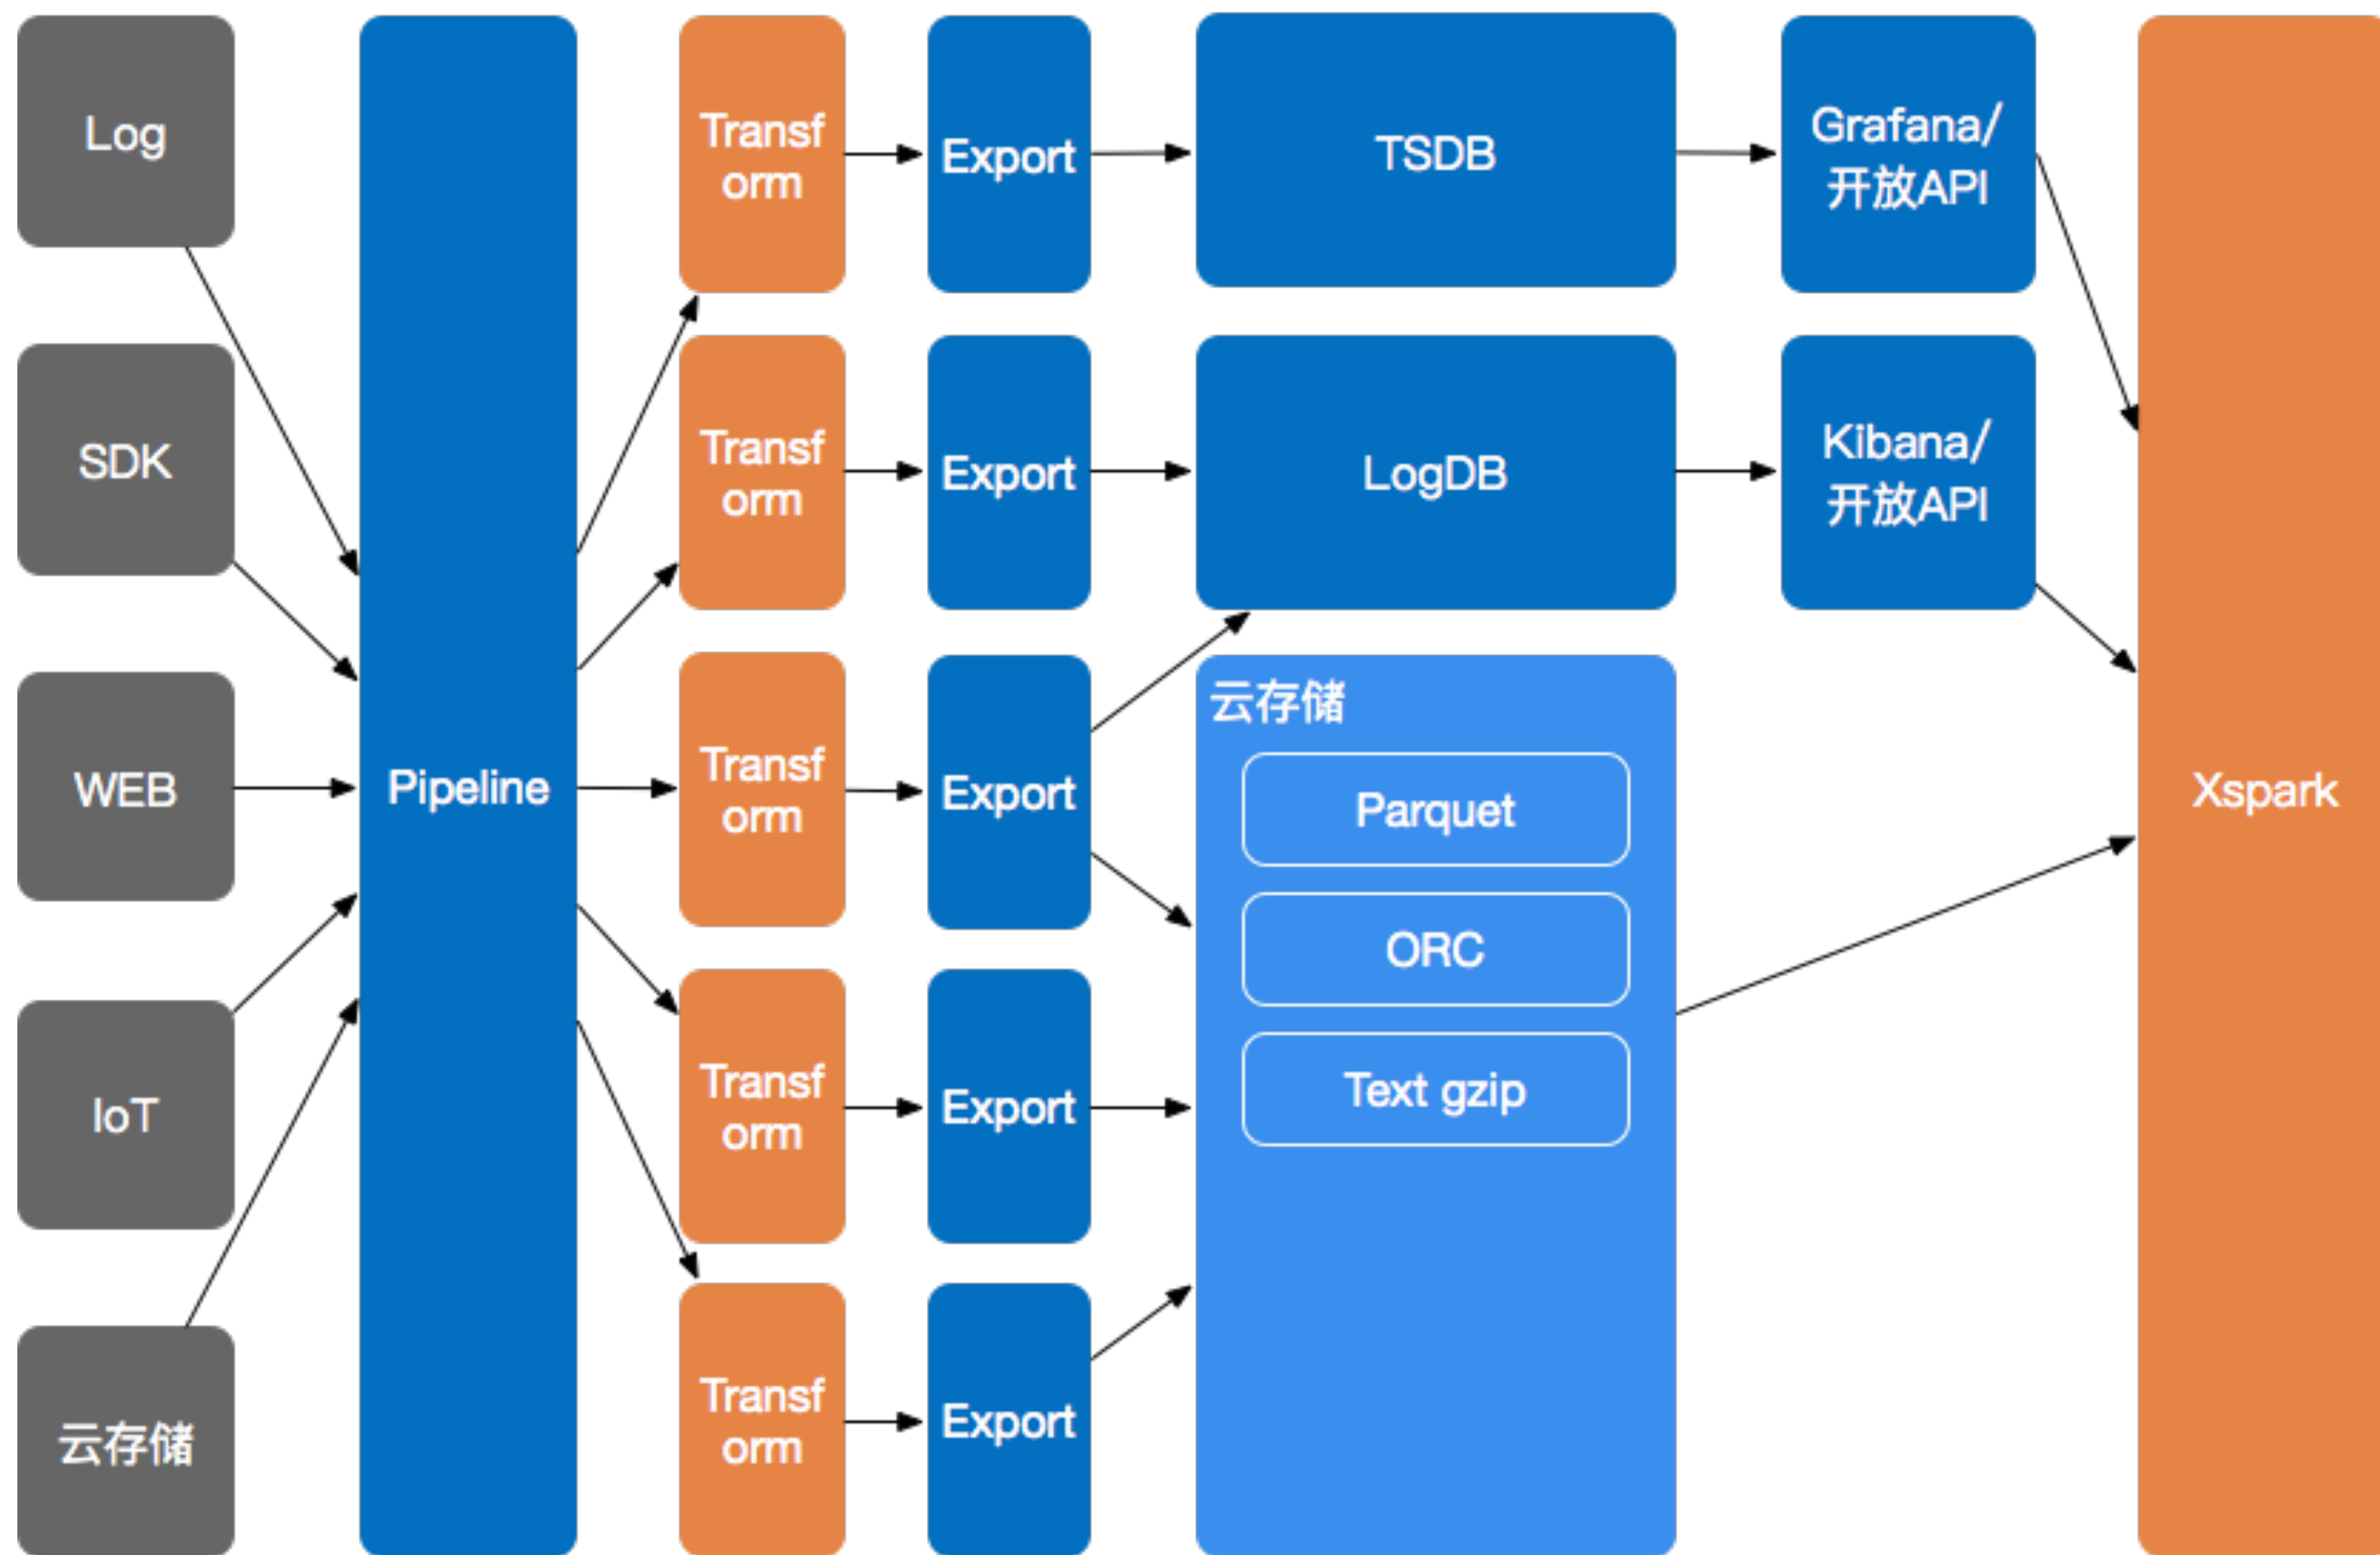 Log
SDK
WEB
IoT
云存储
Pipeline
Transf
orm
Export
TSDB
Grafana/
开放API
Transf
orm
Export
LogDB
Kibana/
开放API
Transf
orm
Export
云存储
Parquet
ORC
Text gzip
Transf
orm
Export
Transf
orm
Export
Xspark